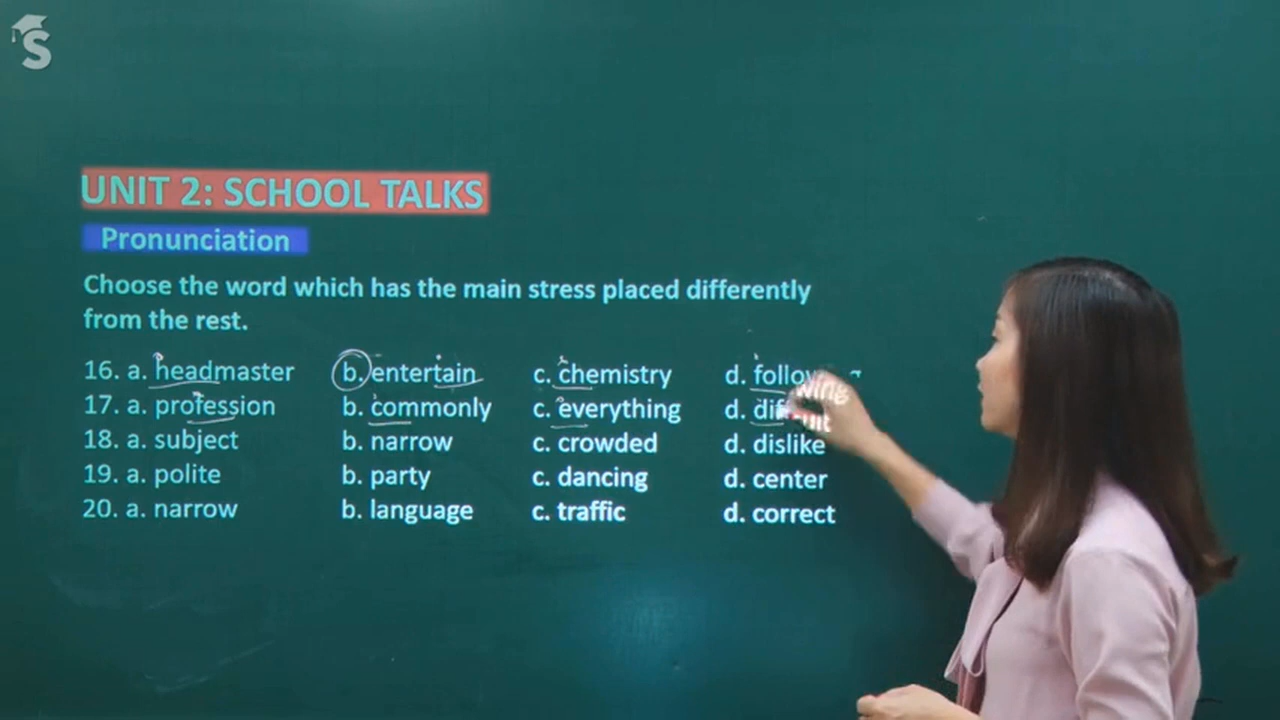 S
UNIT 2: SCHOOL TALKS
Pronunciation
Choose the word which has the main stress placed differently
from the rest.
16. a. headmaster b. entertain c. chemistry d. following
17. a. profession b. commonly c. everything d.
18. a. subject b. narrow c. crowded d. dislike
19. a. polite b. party c. dancing d. center
20. a. narrow b. language c. traffic d. correct